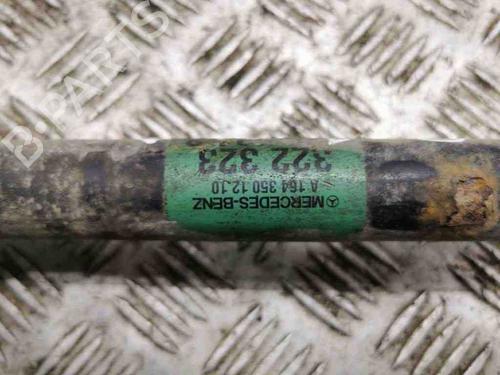 MERCEDES-BENZ
A 164 350 12 10
322 323
B-PARTS